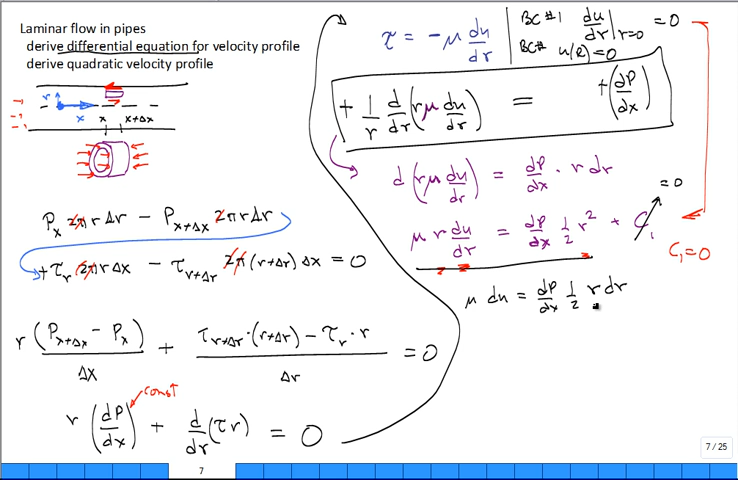 Laminar flow in pipes
derive differential equation for velocity profile
derive quadratic velocity profile
r x x x+Δx
P_x 2πrΔr − P_{x+Δx} 2πrΔr
+ τ_r 2πrΔx − τ_{r+Δr} 2π(r+Δr)Δx = 0
r (P_{x+Δx} − P_x)/Δx + (τ_{r+Δr}·(r+Δr) − τ_r·r)/Δr = 0
const
r (dP/dx) + d/dr (τr) = 0
τ = −μ du/dr
BC#1 du/dr|r=0 = 0
BC# u(R) = 0
+ 1/r d/dr (rμ du/dr) = + (dP/dx)
d(rμ du/dr) = dP/dx · r dr
= 0
μ r du/dr = dP/dx 1/2 r² + C₁
C₁=0
μ du = dP/dx 1/2 r dr
7 / 25
7